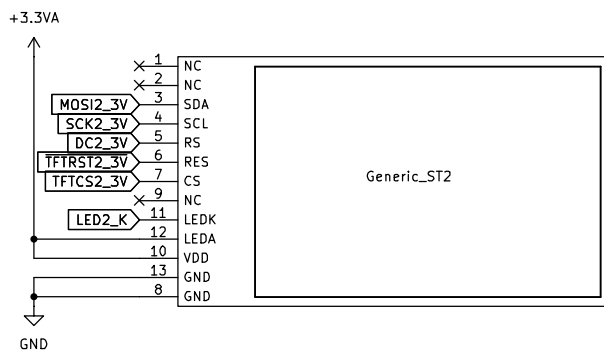 +3.3VA
1 NC
2 NC
MOSI2_3V 3 SDA
SCK2_3V 4 SCL
DC2_3V 5 RS
TFTRST2_3V 6 RES
TFTCS2_3V 7 CS
Generic_ST2
9 NC
LED2_K 11 LEDK
12 LEDA
10 VDD
13 GND
8 GND
GND